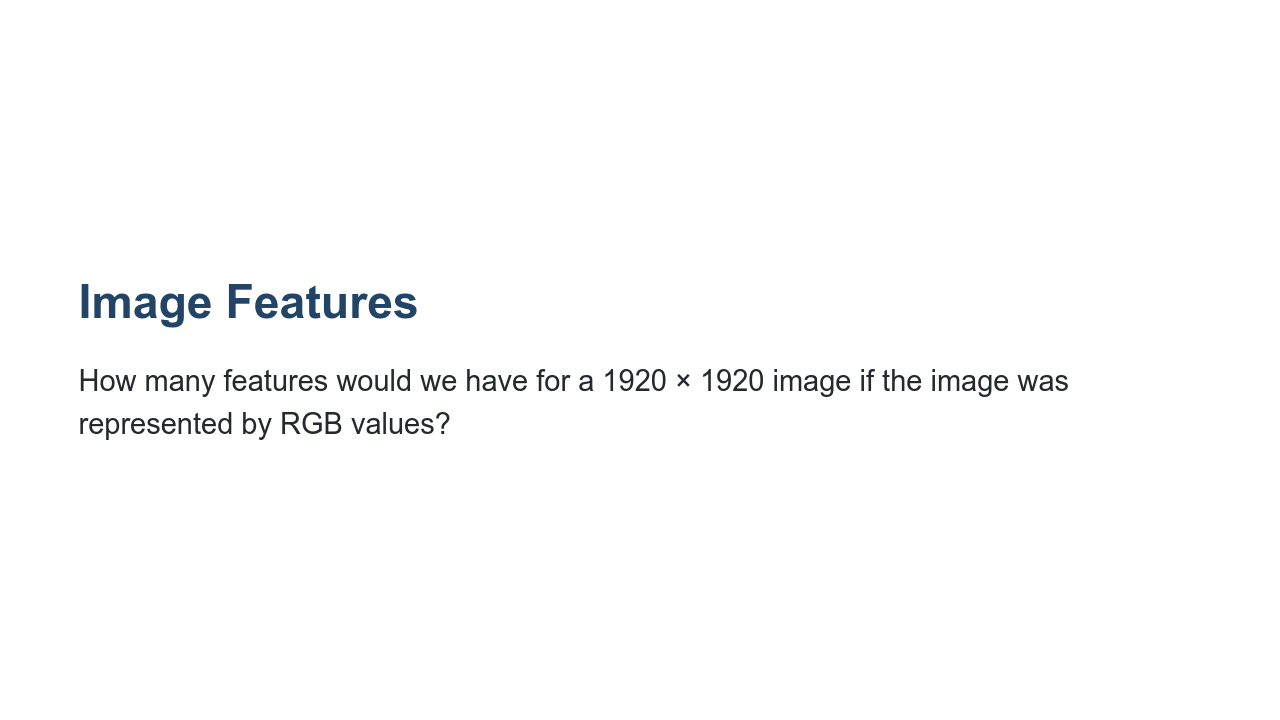 Image Features
How many features would we have for a 1920 × 1920 image if the image was
represented by RGB values?